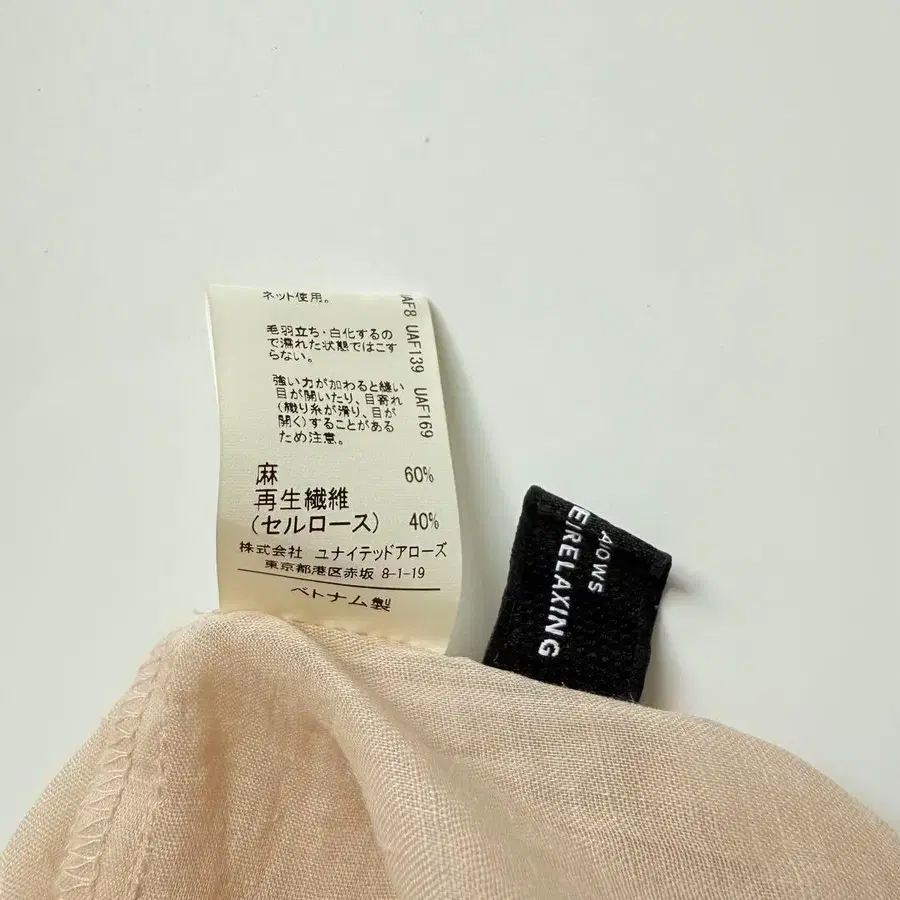 ネット使用。
毛羽立ち・白化するの
で濡れた状態ではこす
らない。
強い力が加わると縫い
目が開いたり、目寄れ
(織り糸が滑り、目が
開く)することがある
ため注意。
UAF8 UAF139 UAF169
麻 60%
再生繊維
(セルロース) 40%
株式会社 ユナイテッドアローズ
東京都港区赤坂 8-1-19
ベトナム製
A/OWS
E/RELAXING